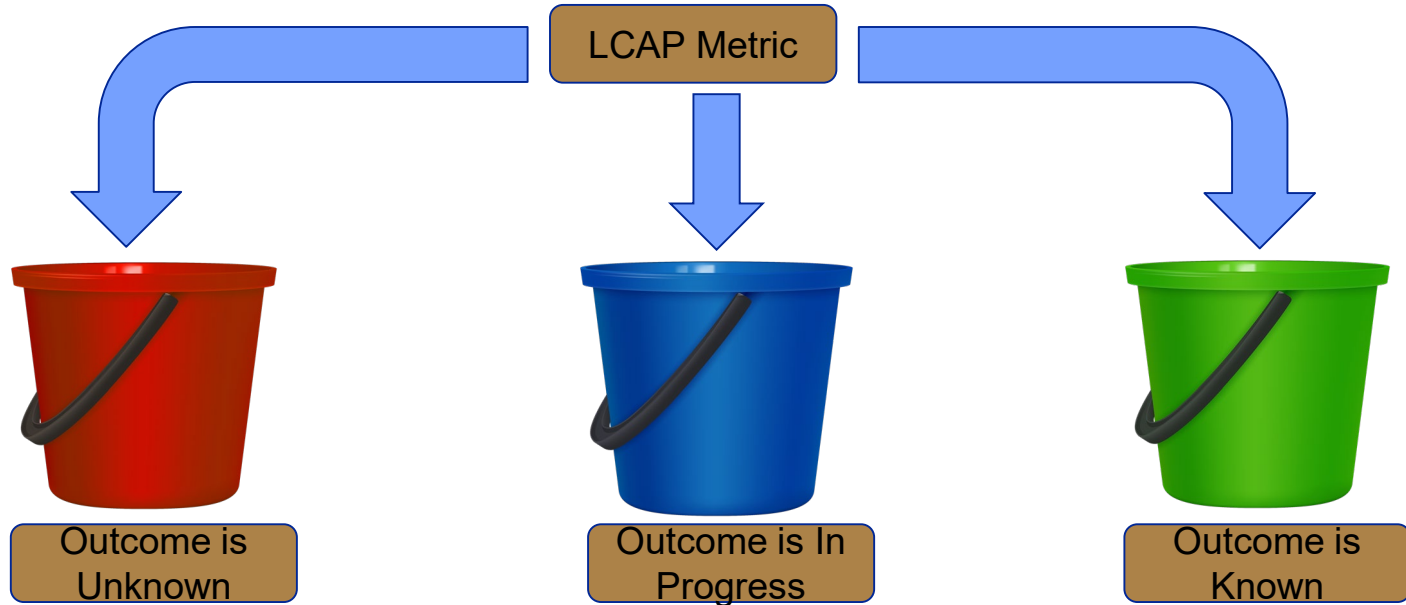 LCAP Metric
Outcome is
Unknown
Outcome is In
Progress
Outcome is
Known